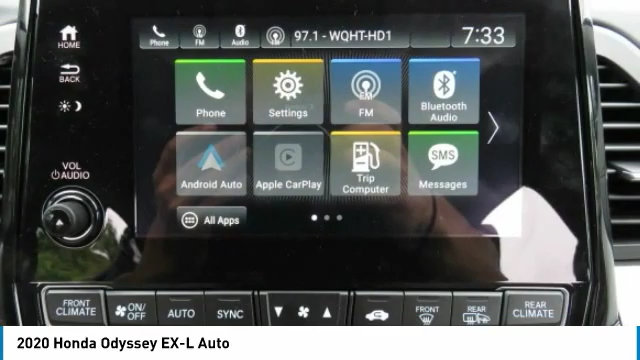 HOME
Phone FM Bluetooth 97.1 - WQHT-HD1 7:33
BACK
Phone Settings FM Bluetooth Audio
Android Auto Apple CarPlay Trip Computer SMS Messages
VOL
AUDIO
All Apps
FRONT CLIMATE ON/OFF AUTO SYNC FRONT REAR REAR CLIMATE
2020 Honda Odyssey EX-L Auto